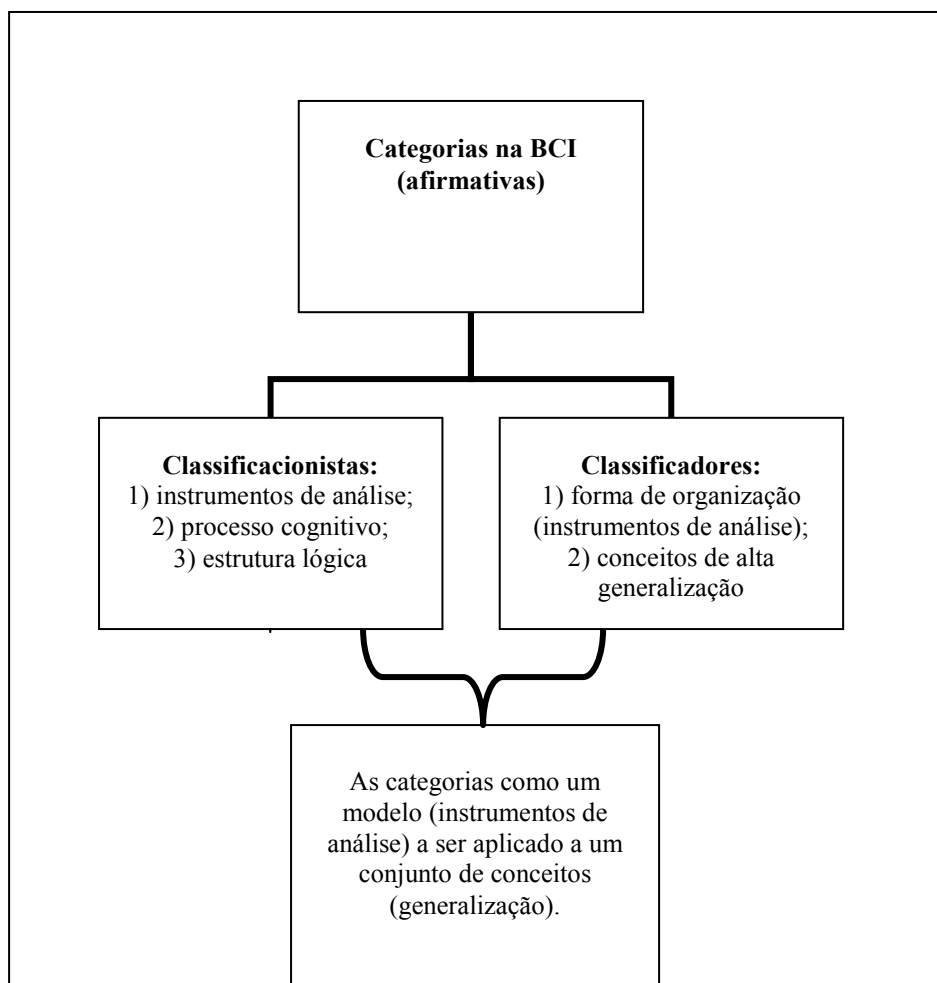 Categorias na BCI
(afirmativas)
Classificacionistas:
1) instrumentos de análise;
2) processo cognitivo;
3) estrutura lógica
Classificadores:
1) forma de organização
(instrumentos de análise);
2) conceitos de alta
generalização
As categorias como um
modelo (instrumentos de
análise) a ser aplicado a um
conjunto de conceitos
(generalização).